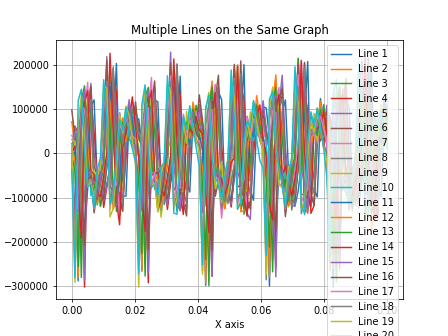 Multiple Lines on the Same Graph
200000
100000
0
−100000
−200000
−300000
0.00
0.02
0.04
0.06
X axis
Line 1
Line 2
Line 3
Line 4
Line 5
Line 6
Line 7
Line 8
Line 9
Line 10
Line 11
Line 12
Line 13
Line 14
Line 15
Line 16
Line 17
Line 18
Line 19
Line 20